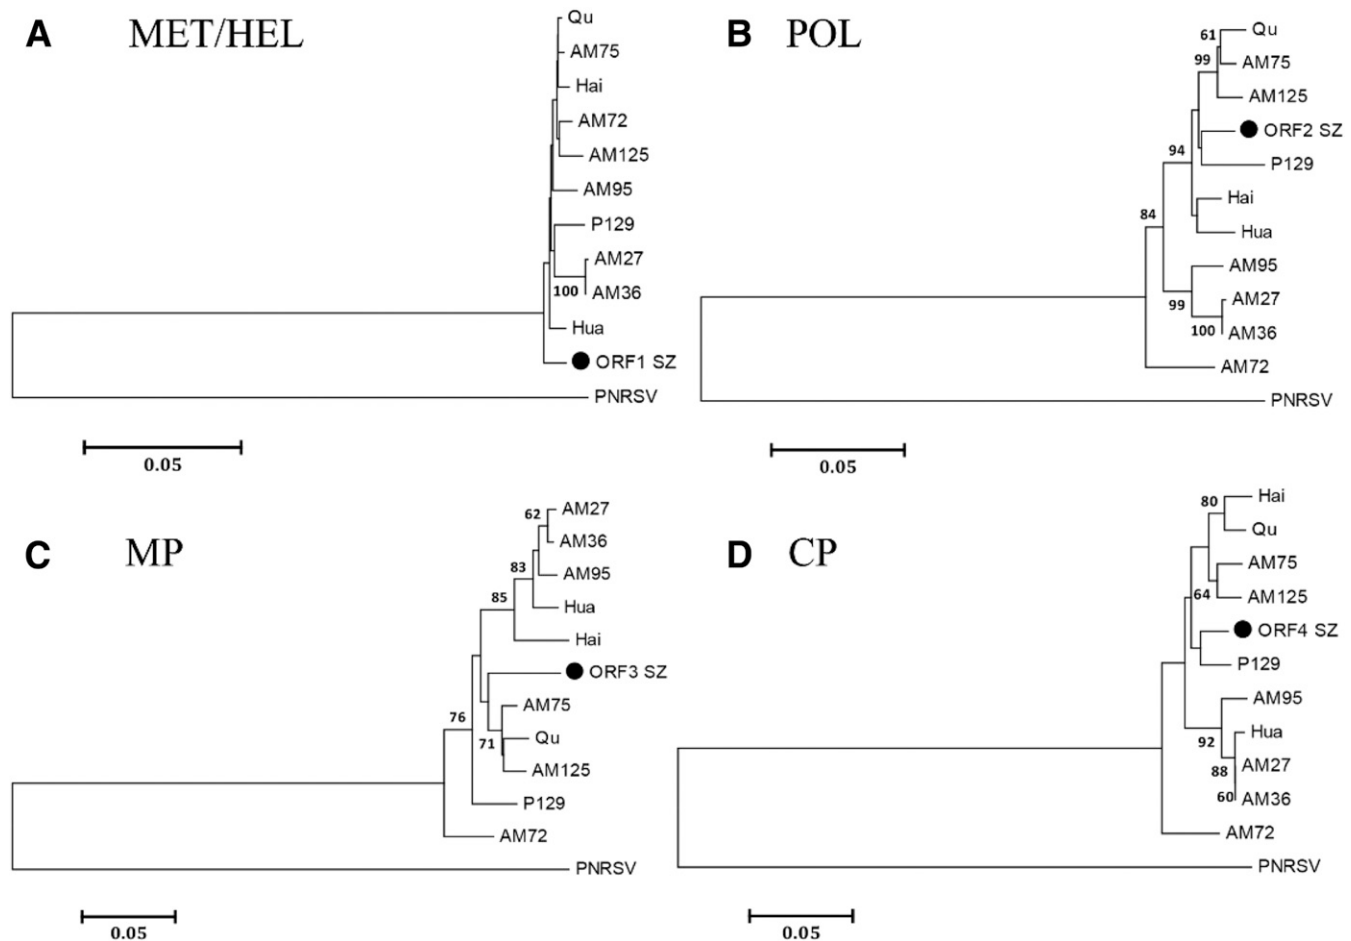 A MET/HEL
Qu
AM75
Hai
AM72
AM125
AM95
P129
AM27
100 AM36
Hua
ORF1 SZ
PNRSV
0.05
B POL
61 Qu
99 AM75
AM125
ORF2 SZ
94 P129
Hai
84 Hua
AM95
99 AM27
100 AM36
AM72
PNRSV
0.05
C MP
62 AM27
AM36
83 AM95
85 Hua
Hai
ORF3 SZ
76 AM75
71 Qu
AM125
P129
AM72
PNRSV
0.05
D CP
80 Hai
Qu
AM75
64 AM125
ORF4 SZ
P129
AM95
92 Hua
88 AM27
60 AM36
AM72
PNRSV
0.05